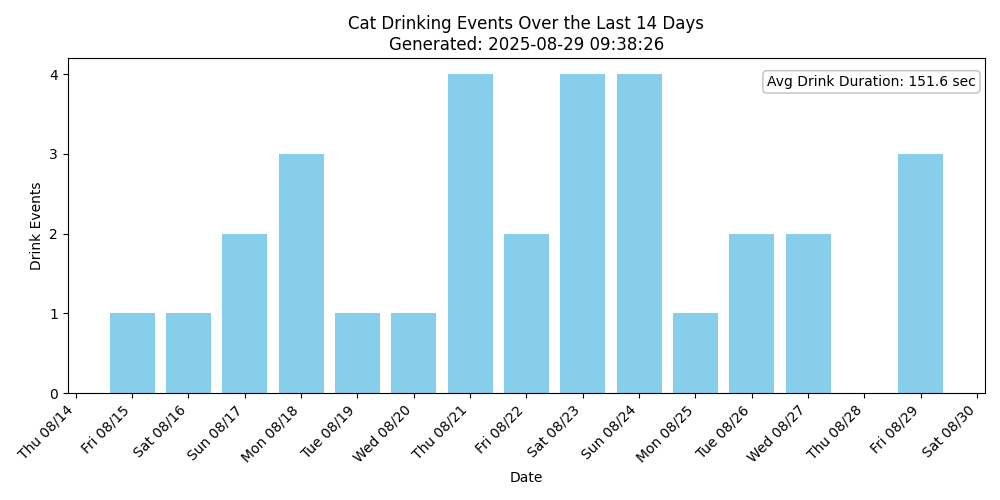 Cat Drinking Events Over the Last 14 Days
Generated: 2025-08-29 09:38:26
Avg Drink Duration: 151.6 sec
Drink Events
4
3
2
1
0
Thu 08/14
Fri 08/15
Sat 08/16
Sun 08/17
Mon 08/18
Tue 08/19
Wed 08/20
Thu 08/21
Fri 08/22
Sat 08/23
Sun 08/24
Mon 08/25
Tue 08/26
Wed 08/27
Thu 08/28
Fri 08/29
Sat 08/30
Date